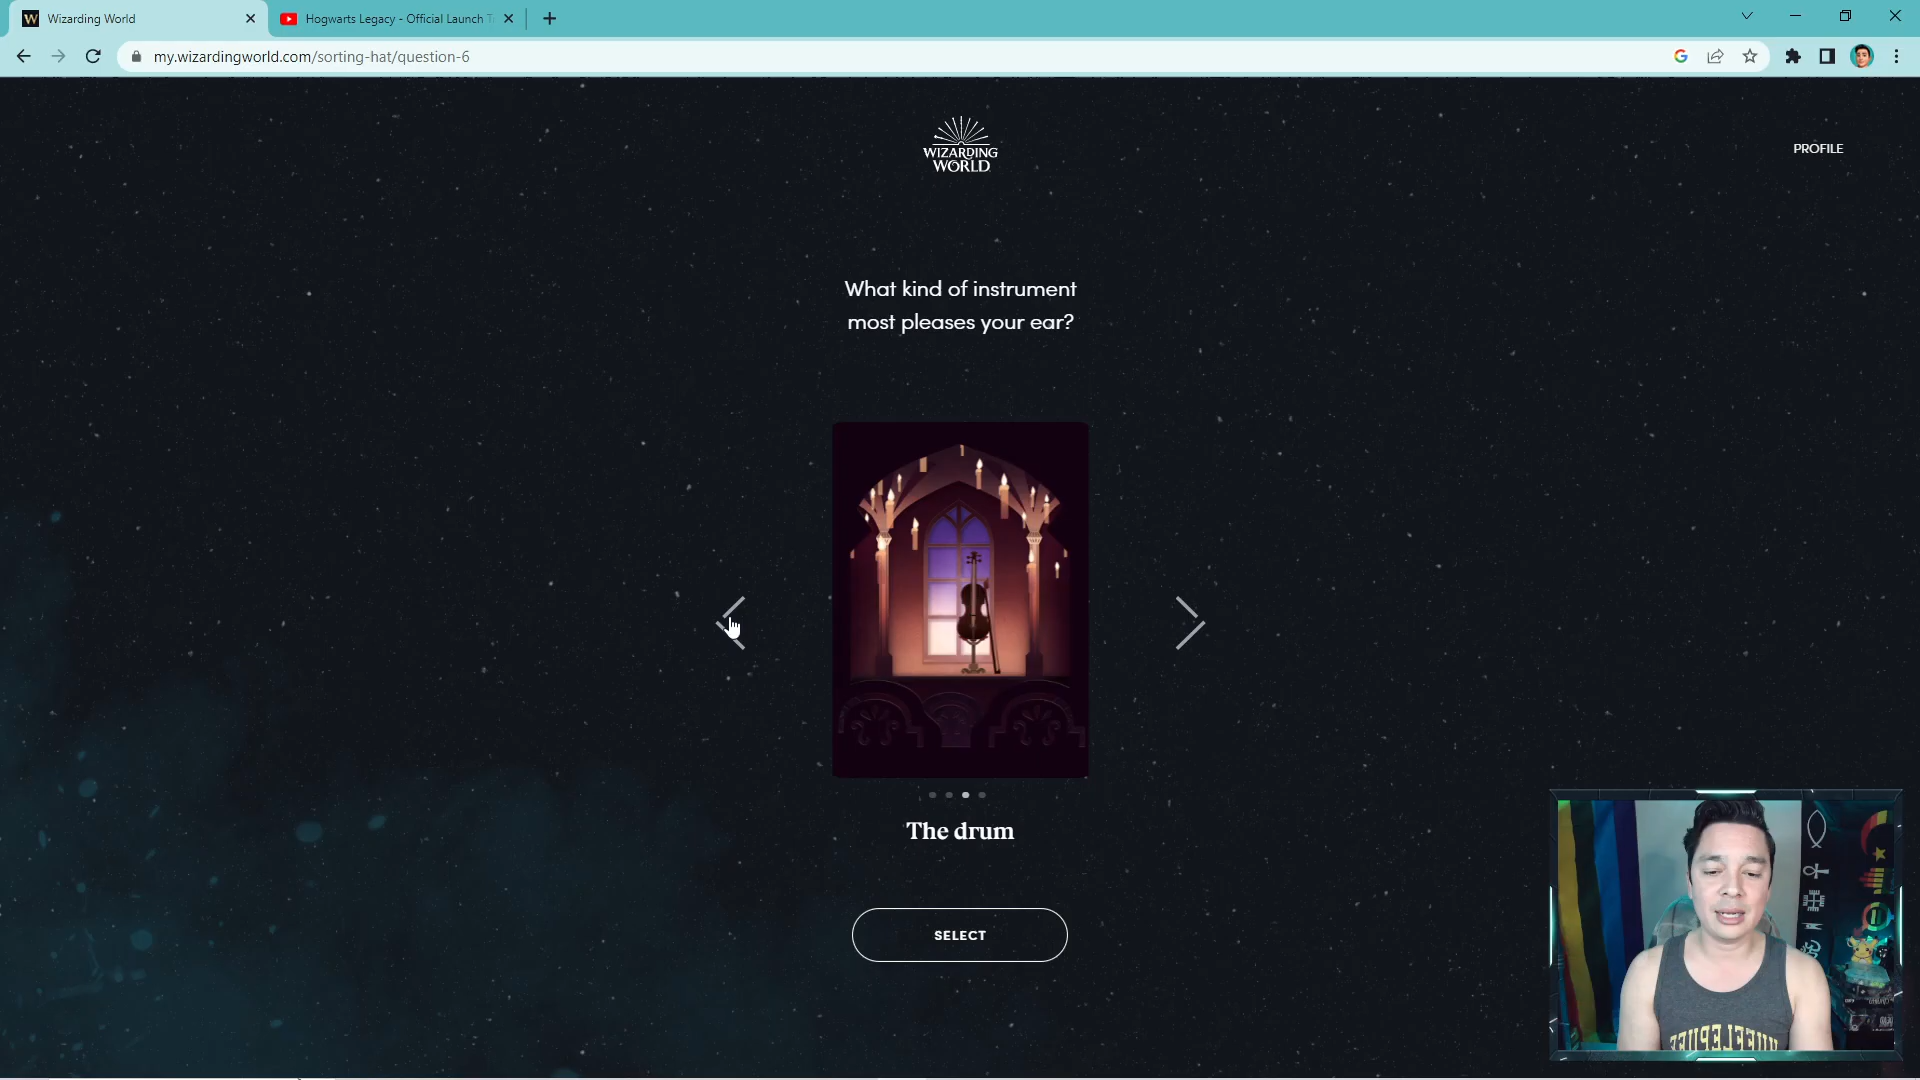 Wizarding World
Hogwarts Legacy - Official Launch T
my.wizardingworld.com/sorting-hat/question-6
WIZARDING
WORLD
PROFILE
What kind of instrument
most pleases your ear?
The drum
SELECT